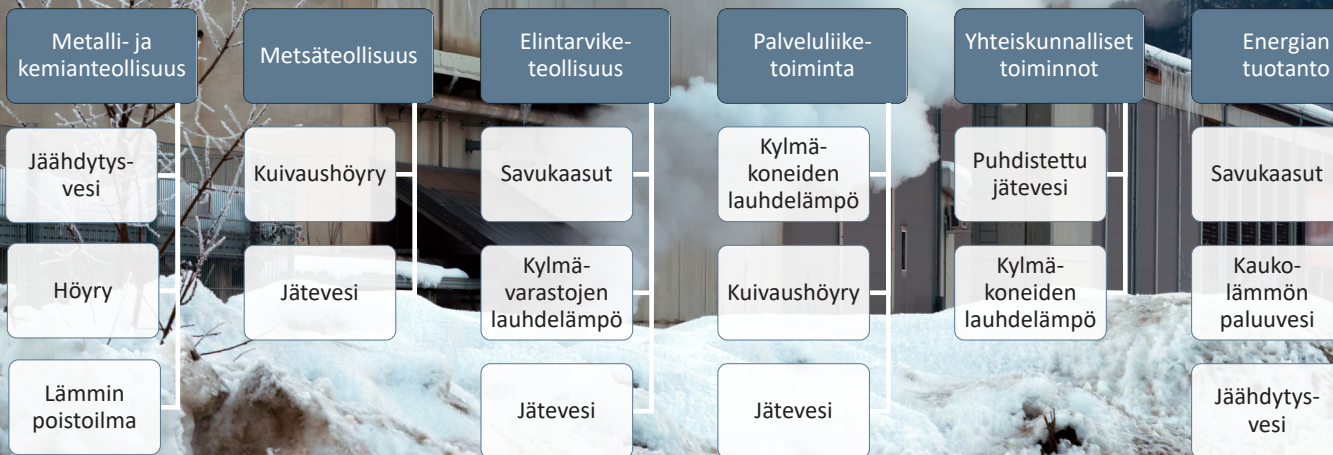 Metalli- ja
kemianteollisuus
Jäähdytys-
vesi
Höyry
Lämmin
poistoilma
Metsäteollisuus
Kuivaushöyry
Jätevesi
Elintarvike-
teollisuus
Savukaasut
Kylmä-
varastojen
lauhdelämpö
Jätevesi
Palveluliike-
toiminta
Kylmä-
koneiden
lauhdelämpö
Kuivaushöyry
Jätevesi
Yhteiskunnalliset
toiminnot
Puhdistettu
jätevesi
Kylmä-
koneiden
lauhdelämpö
Energian
tuotanto
Savukaasut
Kauko-
lämmön
paluuvesi
Jäähdytys-
vesi